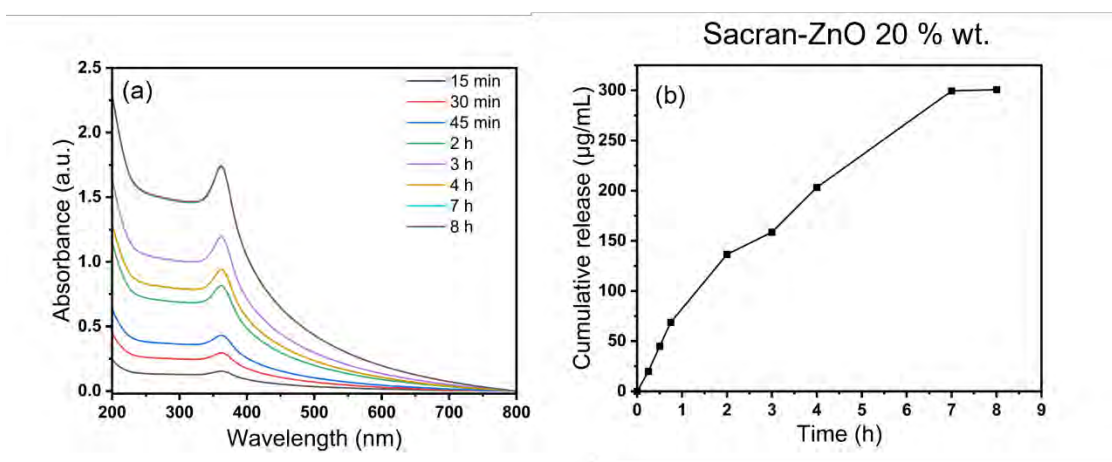 Sacran-ZnO 20 % wt.
(a)
15 min
30 min
45 min
2 h
3 h
4 h
7 h
8 h
2.5
2.0
1.5
1.0
0.5
0.0
Absorbance (a.u.)
200 300 400 500 600 700 800
Wavelength (nm)
(b)
300
250
200
150
100
50
0
Cumulative release (µg/mL)
0 1 2 3 4 5 6 7 8 9
Time (h)